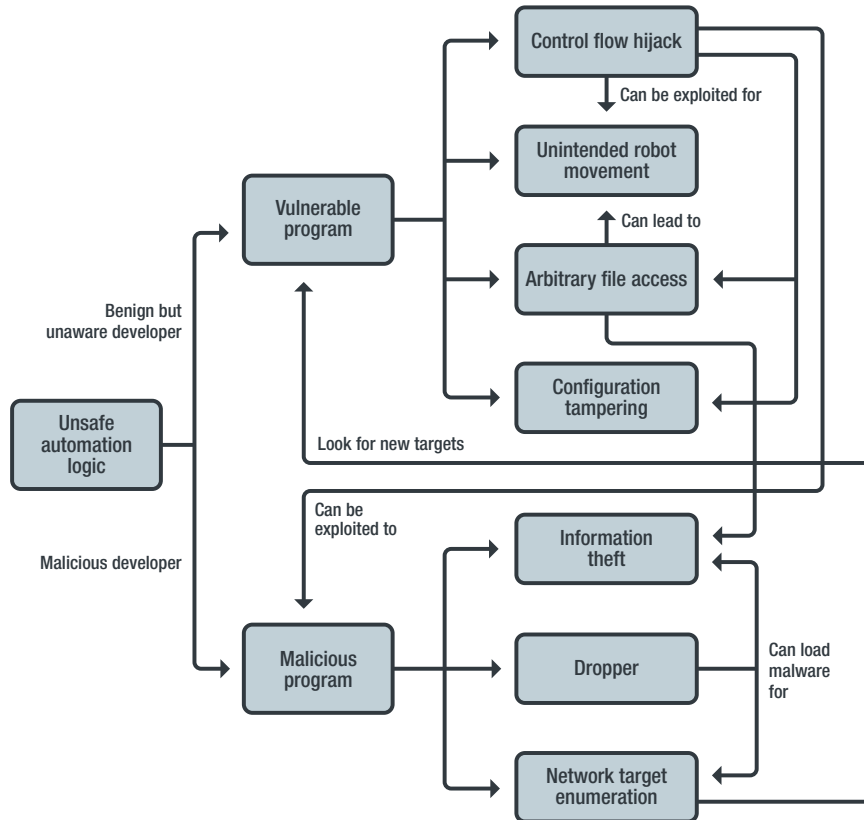 Control flow hijack
Can be exploited for
Unintended robot
movement
Vulnerable
program
Can lead to
Arbitrary file access
Benign but
unaware developer
Configuration
tampering
Unsafe
automation
logic
Look for new targets
Can be
exploited to
Information
theft
Malicious developer
Malicious
program
Dropper
Can load
malware
for
Network target
enumeration